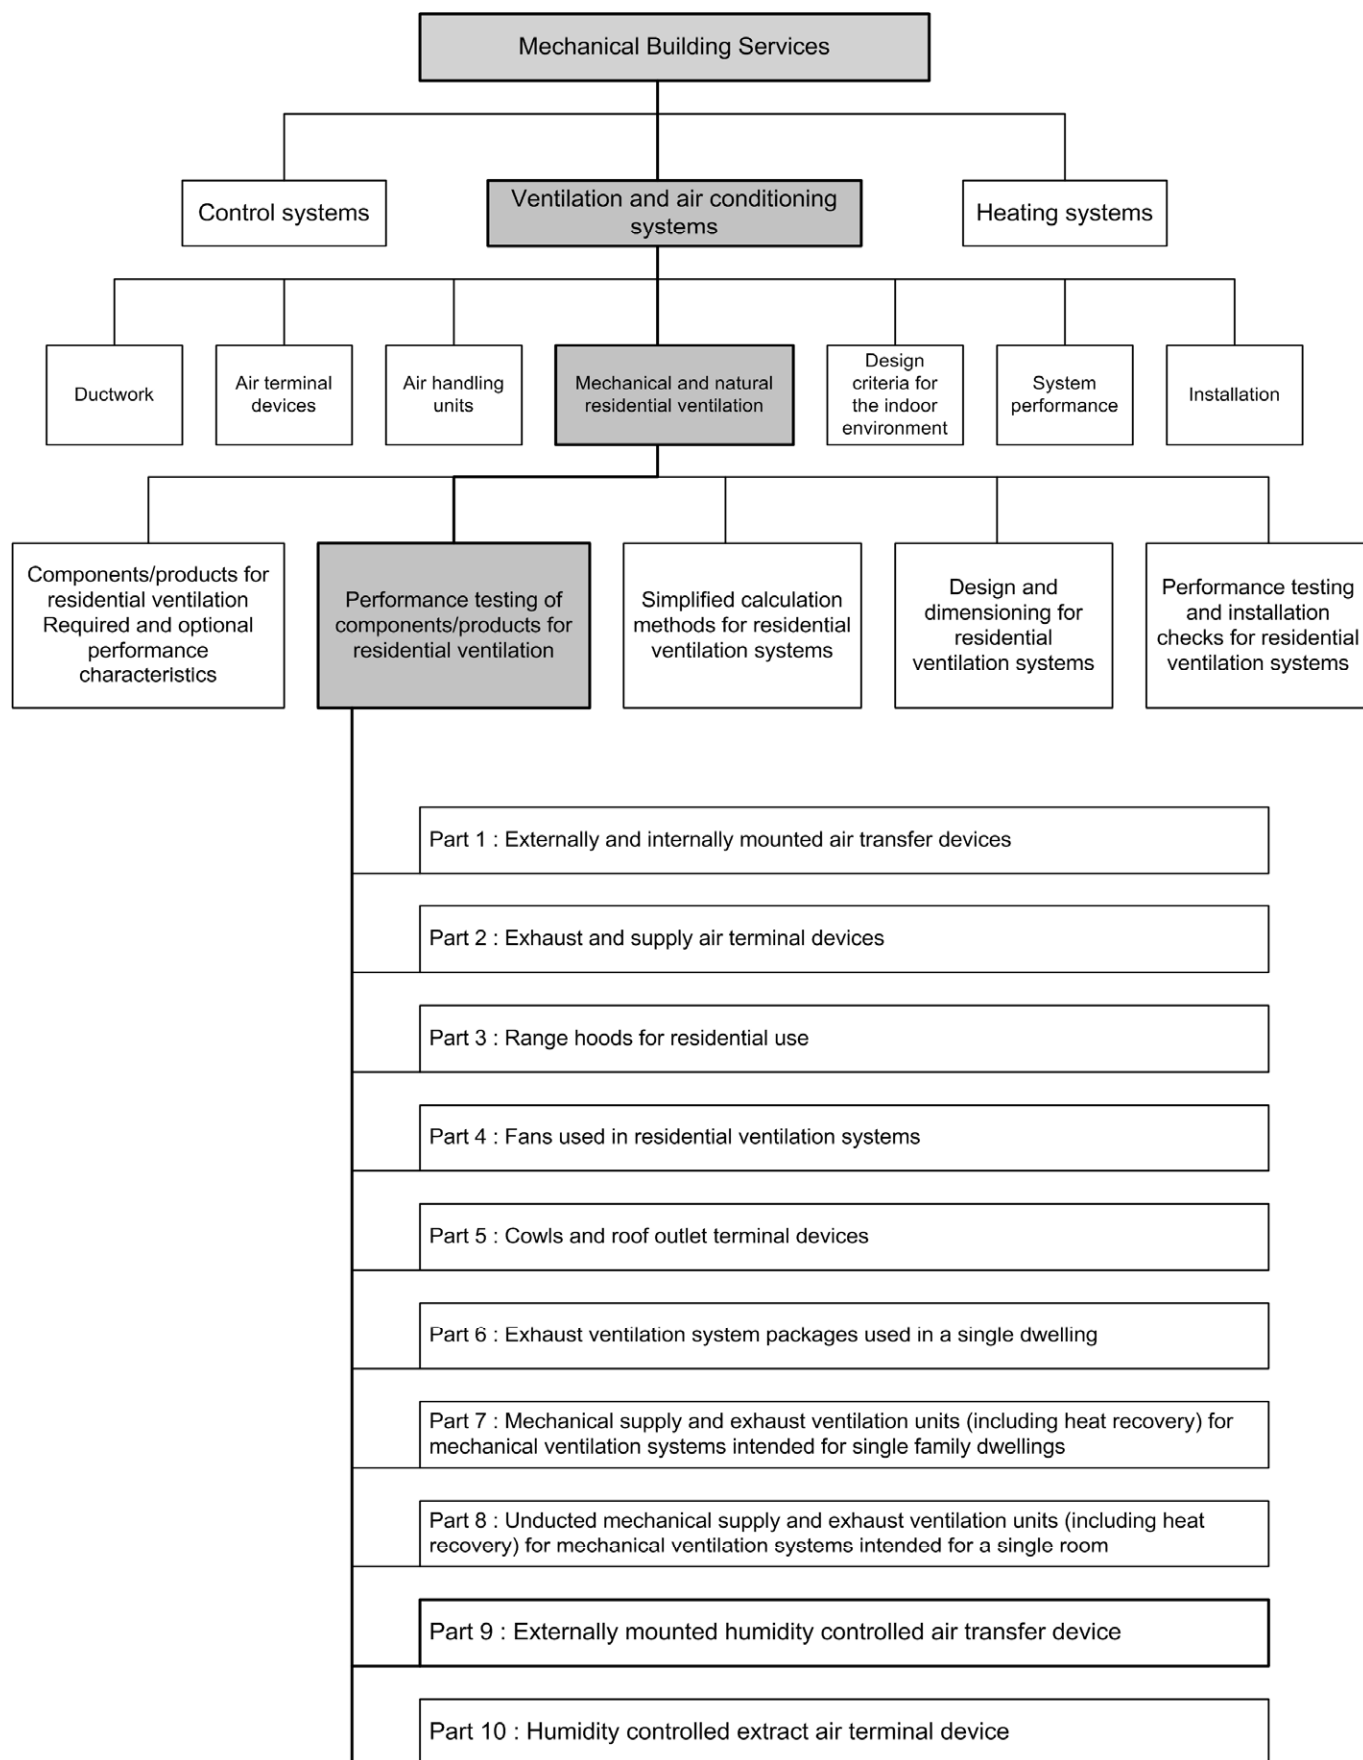 Mechanical Building Services
Control systems
Ventilation and air conditioning
systems
Heating systems
Ductwork
Air terminal
devices
Air handling
units
Mechanical and natural
residential ventilation
Design
criteria for
the indoor
environment
System
performance
Installation
Components/products for
residential ventilation
Required and optional
performance
characteristics
Performance testing of
components/products for
residential ventilation
Simplified calculation
methods for residential
ventilation systems
Design and
dimensioning for
residential
ventilation systems
Performance testing
and installation
checks for residential
ventilation systems
Part 1 : Externally and internally mounted air transfer devices
Part 2 : Exhaust and supply air terminal devices
Part 3 : Range hoods for residential use
Part 4 : Fans used in residential ventilation systems
Part 5 : Cowls and roof outlet terminal devices
Part 6 : Exhaust ventilation system packages used in a single dwelling
Part 7 : Mechanical supply and exhaust ventilation units (including heat recovery) for
mechanical ventilation systems intended for single family dwellings
Part 8 : Unducted mechanical supply and exhaust ventilation units (including heat
recovery) for mechanical ventilation systems intended for a single room
Part 9 : Externally mounted humidity controlled air transfer device
Part 10 : Humidity controlled extract air terminal device